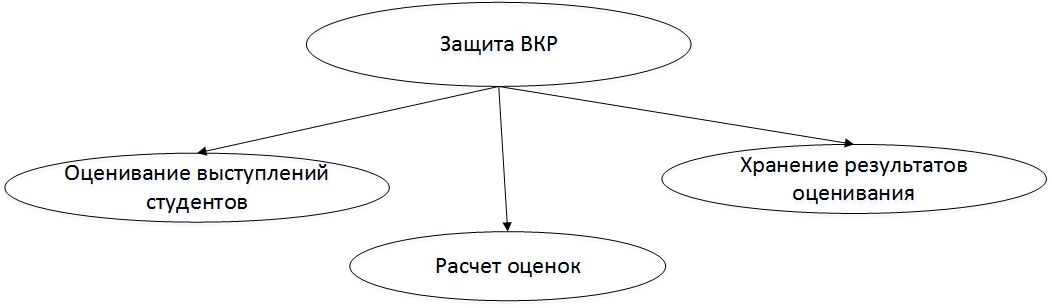 Защита ВКР
Оценивание выступлений
студентов
Хранение результатов
оценивания
Расчет оценок